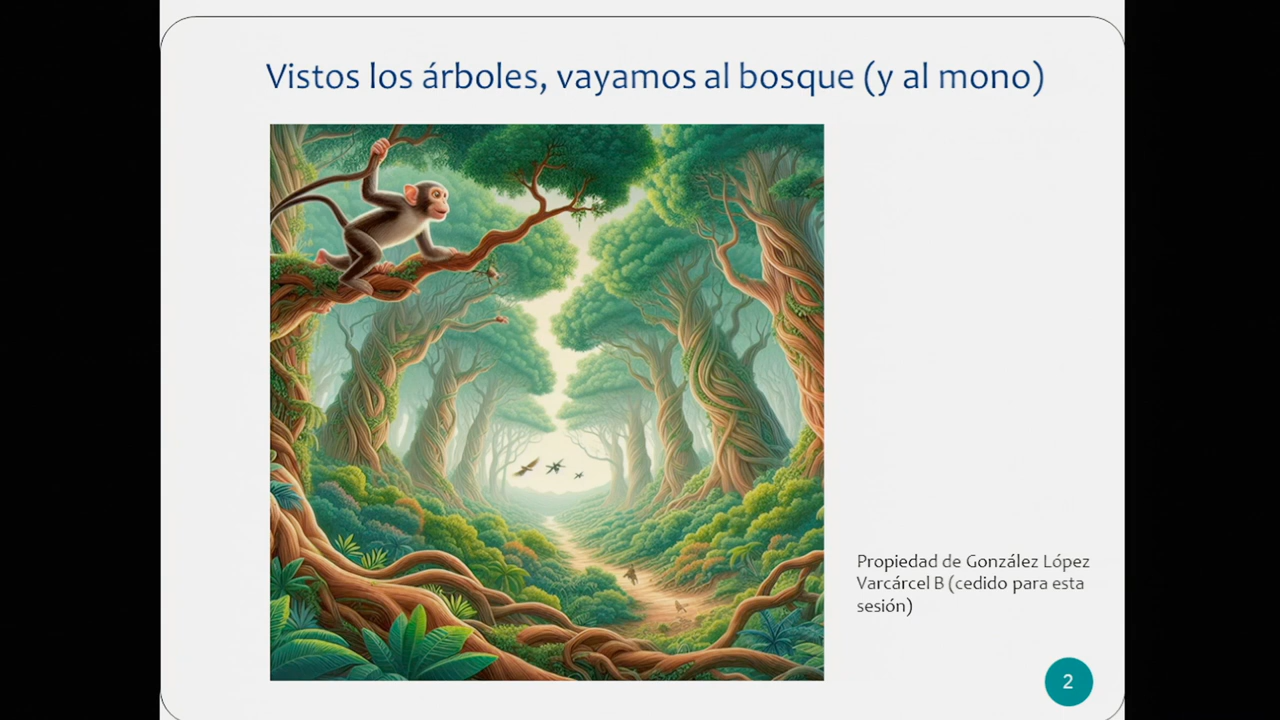 Vistos los árboles, vayamos al bosque (y al mono)
Propiedad de González López
Varcárcel B (cedido para esta
sesión)
2